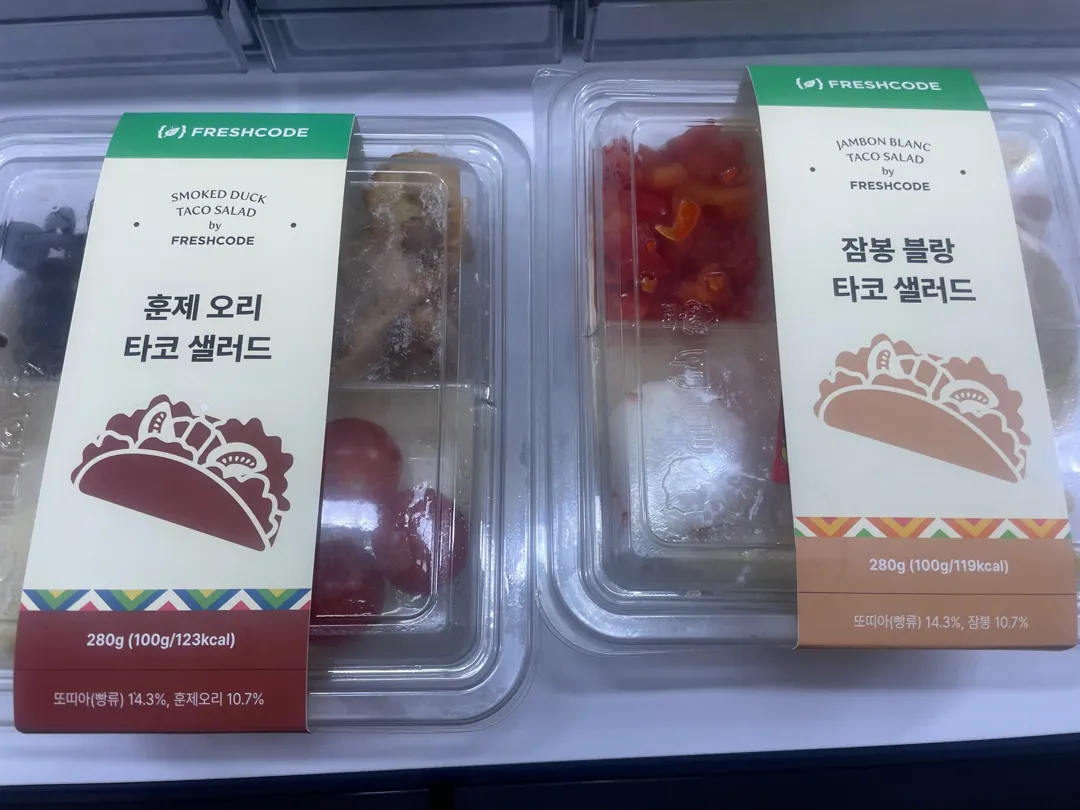 FRESHCODE
SMOKED DUCK
TACO SALAD
by
FRESHCODE
훈제 오리
타코 샐러드
280g (100g/123kcal)
또띠아(빵류) 14.3%, 훈제오리 10.7%
FRESHCODE
JAMBON BLANC
TACO SALAD
by
FRESHCODE
잠봉 블랑
타코 샐러드
280g (100g/119kcal)
또띠아(빵류) 14.3%, 잠봉 10.7%